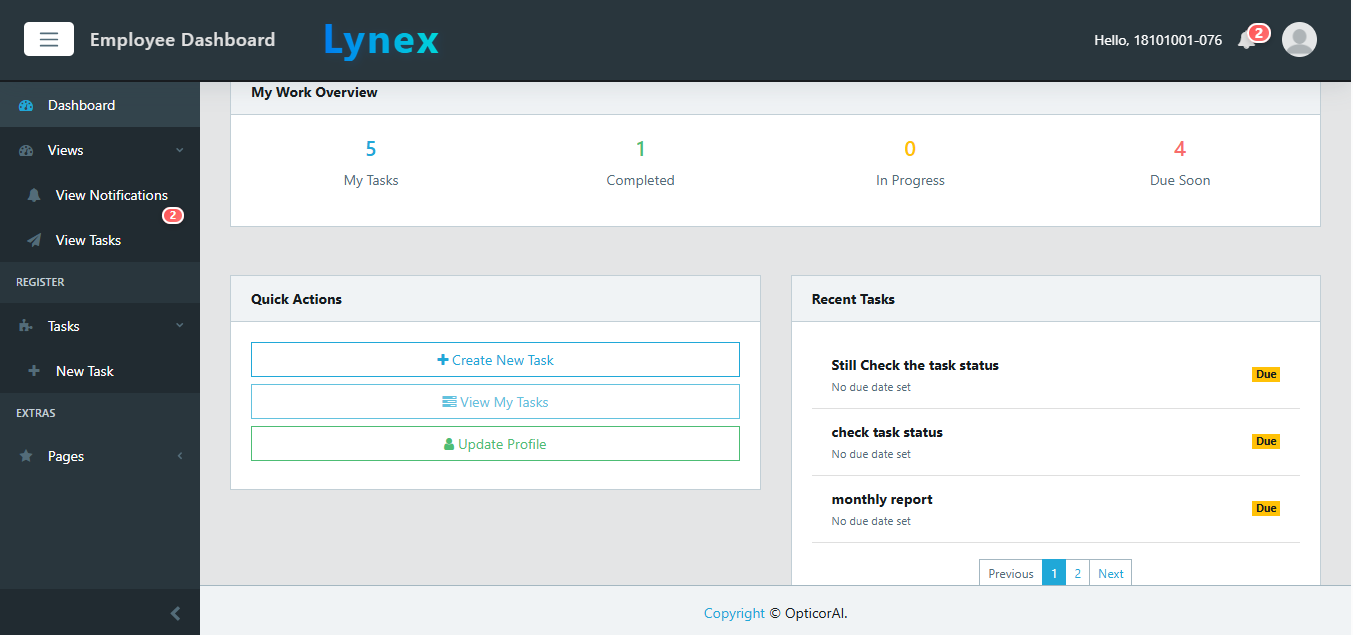 Employee Dashboard
Lynex
Hello, 18101001-076
2
Dashboard
Views
View Notifications
2
View Tasks
REGISTER
Tasks
New Task
EXTRAS
Pages
My Work Overview
5
My Tasks
1
Completed
0
In Progress
4
Due Soon
Quick Actions
Create New Task
View My Tasks
Update Profile
Recent Tasks
Still Check the task status
No due date set
Due
check task status
No due date set
Due
monthly report
No due date set
Due
Previous 1 2 Next
Copyright © OpticorAI.